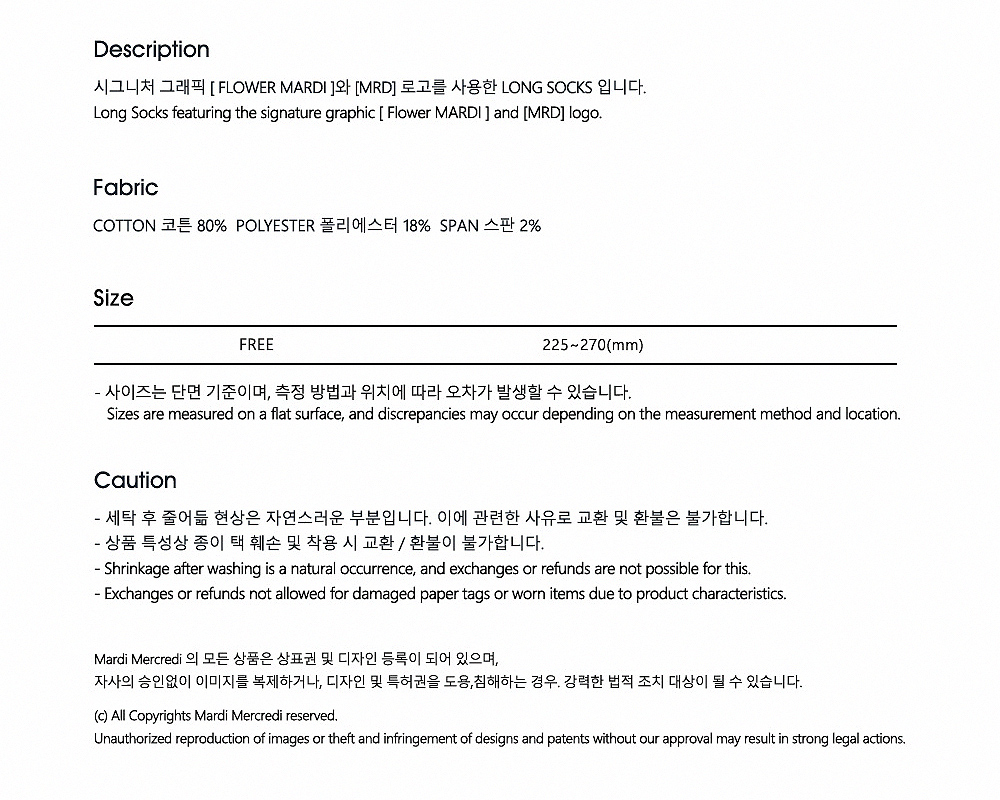 Description
시그니처 그래픽 [ FLOWER MARDI ]와 [MRD] 로고를 사용한 LONG SOCKS 입니다.
Long Socks featuring the signature graphic [ Flower MARDI ] and [MRD] logo.
Fabric
COTTON 코튼 80% POLYESTER 폴리에스터 18% SPAN 스판 2%
Size
FREE 225~270(mm)
- 사이즈는 단면 기준이며, 측정 방법과 위치에 따라 오차가 발생할 수 있습니다.
Sizes are measured on a flat surface, and discrepancies may occur depending on the measurement method and location.
Caution
- 세탁 후 줄어듦 현상은 자연스러운 부분입니다. 이에 관련한 사유로 교환 및 환불은 불가합니다.
- 상품 특성상 종이 택 훼손 및 착용 시 교환 / 환불이 불가합니다.
- Shrinkage after washing is a natural occurrence, and exchanges or refunds are not possible for this.
- Exchanges or refunds not allowed for damaged paper tags or worn items due to product characteristics.
Mardi Mercredi 의 모든 상품은 상표권 및 디자인 등록이 되어 있으며,
자사의 승인없이 이미지를 복제하거나, 디자인 및 특허권을 도용,침해하는 경우. 강력한 법적 조치 대상이 될 수 있습니다.
(c) All Copyrights Mardi Mercredi reserved.
Unauthorized reproduction of images or theft and infringement of designs and patents without our approval may result in strong legal actions.